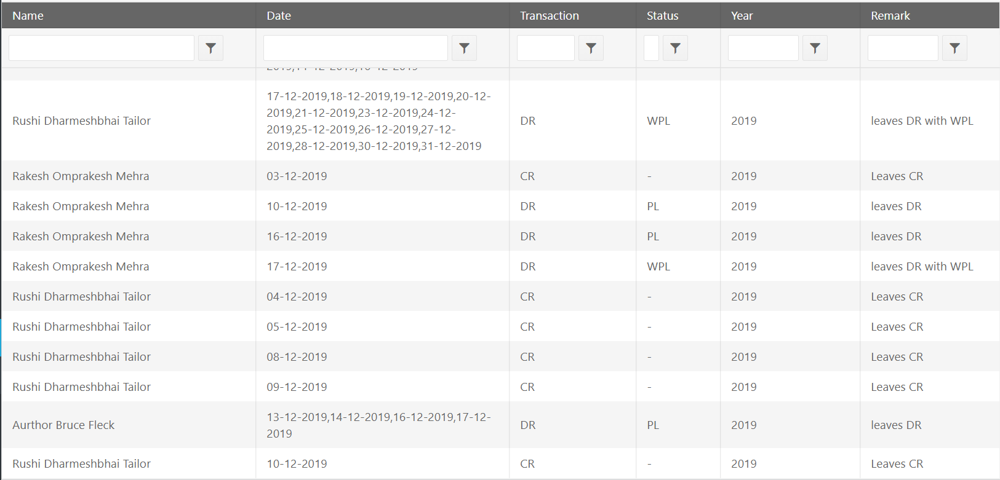 Name Date Transaction Status Year Remark
17-12-2019,18-12-2019,19-12-2019,20-12-
2019,21-12-2019,23-12-2019,24-12-
Rushi Dharmeshbhai Tailor DR WPL 2019 leaves DR with WPL
2019,25-12-2019,26-12-2019,27-12-
2019,28-12-2019,30-12-2019,31-12-2019
Rakesh Omprakesh Mehra 03-12-2019 CR - 2019 Leaves CR
Rakesh Omprakesh Mehra 10-12-2019 DR PL 2019 leaves DR
Rakesh Omprakesh Mehra 16-12-2019 DR PL 2019 leaves DR
Rakesh Omprakesh Mehra 17-12-2019 DR WPL 2019 leaves DR with WPL
Rushi Dharmeshbhai Tailor 04-12-2019 CR - 2019 Leaves CR
Rushi Dharmeshbhai Tailor 05-12-2019 CR - 2019 Leaves CR
Rushi Dharmeshbhai Tailor 08-12-2019 CR - 2019 Leaves CR
Rushi Dharmeshbhai Tailor 09-12-2019 CR - 2019 Leaves CR
13-12-2019,14-12-2019,16-12-2019,17-12-
Aurthor Bruce Fleck DR PL 2019 leaves DR
2019
Rushi Dharmeshbhai Tailor 10-12-2019 CR - 2019 Leaves CR